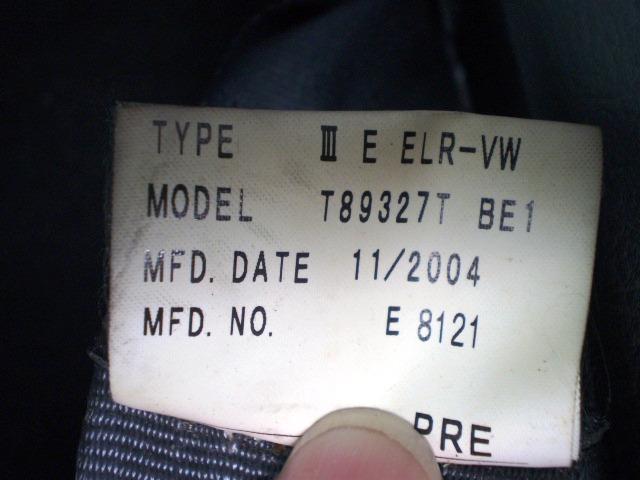 TYPE Ⅲ E ELR-VW
MODEL T89327T BE1
MFD. DATE 11/2004
MFD. NO. E 8121
PRE